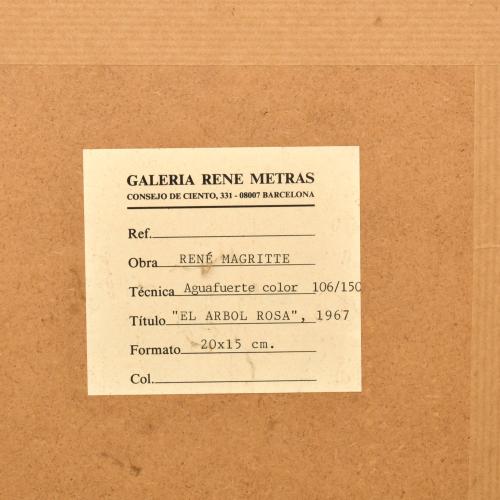 GALERIA RENE METRAS
CONSEJO DE CIENTO, 331 - 08007 BARCELONA
Ref.
Obra RENÉ MAGRITTE
Técnica Aguafuerte color 106/150
Título "EL ARBOL ROSA", 1967
Formato 20x15 cm.
Col.